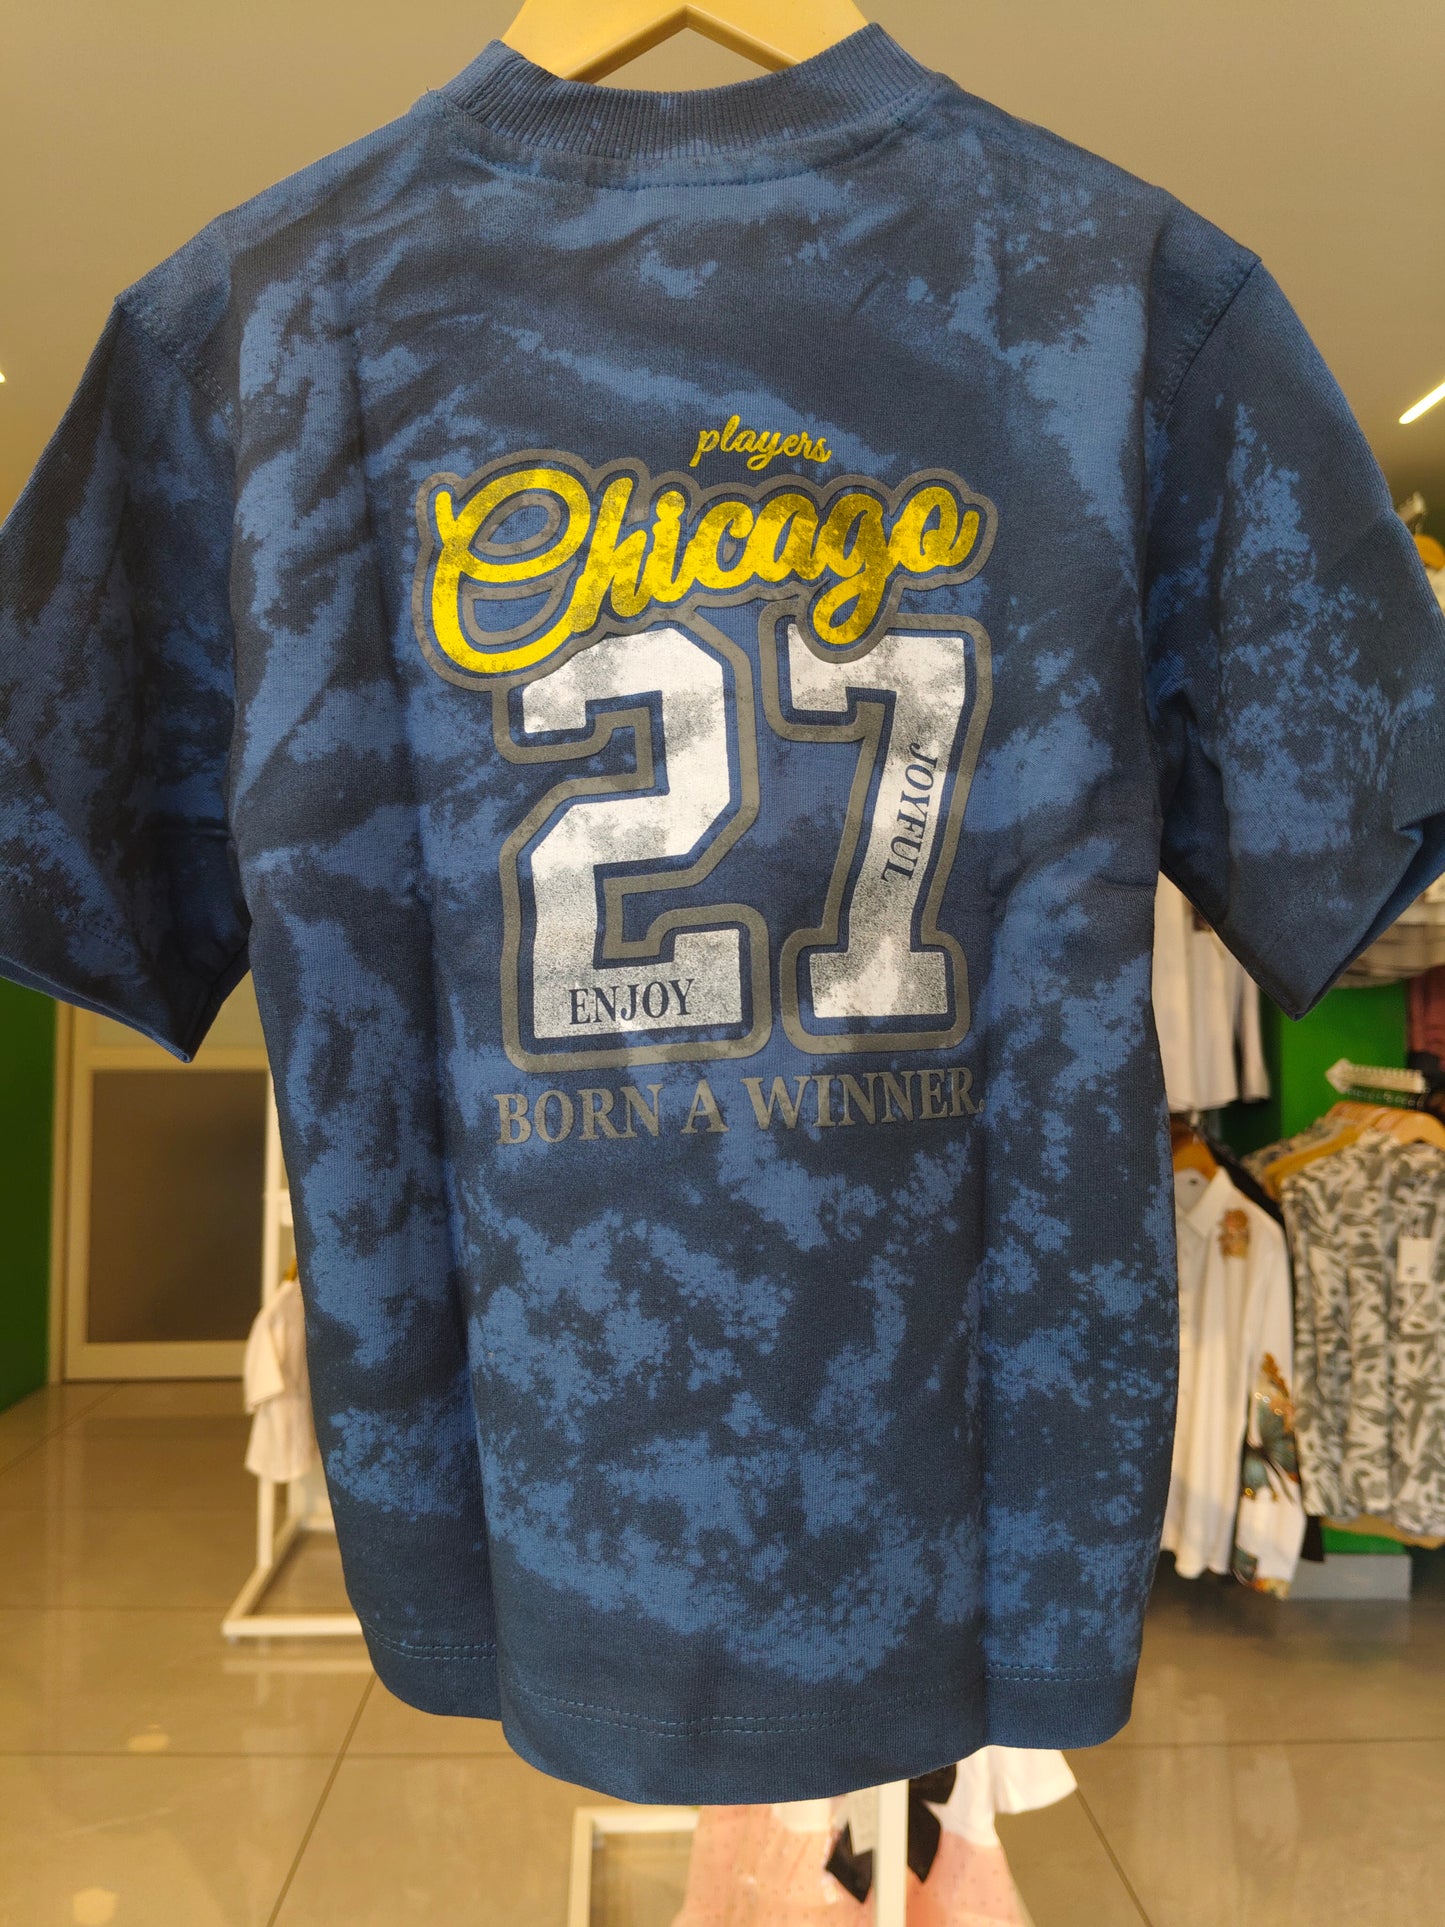 players
Chicago
27
JOYFUL
ENJOY
BORN A WINNER.